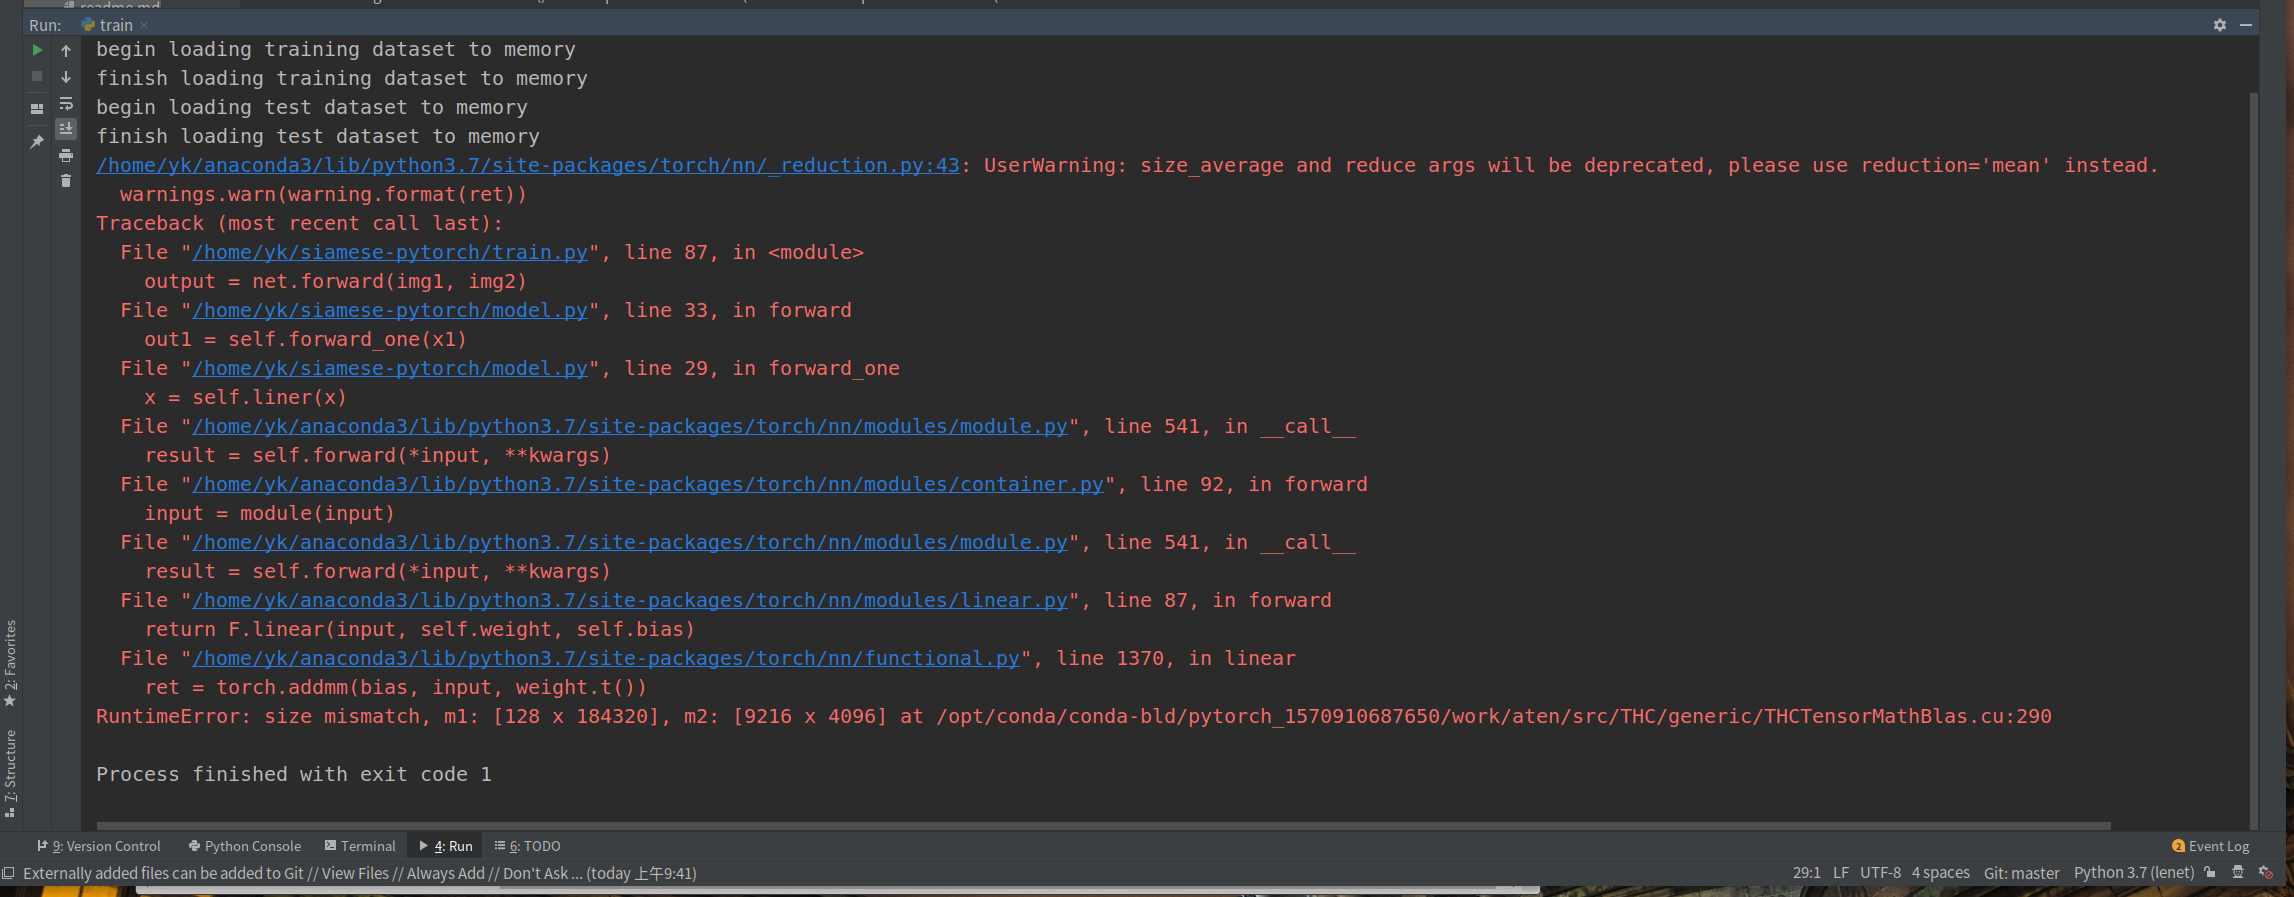 readme.md
Run: train
begin loading training dataset to memory
finish loading training dataset to memory
begin loading test dataset to memory
finish loading test dataset to memory
/home/yk/anaconda3/lib/python3.7/site-packages/torch/nn/_reduction.py:43: UserWarning: size_average and reduce args will be deprecated, please use reduction='mean' instead.
  warnings.warn(warning.format(ret))
Traceback (most recent call last):
  File "/home/yk/siamese-pytorch/train.py", line 87, in <module>
    output = net.forward(img1, img2)
  File "/home/yk/siamese-pytorch/model.py", line 33, in forward
    out1 = self.forward_one(x1)
  File "/home/yk/siamese-pytorch/model.py", line 29, in forward_one
    x = self.liner(x)
  File "/home/yk/anaconda3/lib/python3.7/site-packages/torch/nn/modules/module.py", line 541, in __call__
    result = self.forward(*input, **kwargs)
  File "/home/yk/anaconda3/lib/python3.7/site-packages/torch/nn/modules/container.py", line 92, in forward
    input = module(input)
  File "/home/yk/anaconda3/lib/python3.7/site-packages/torch/nn/modules/module.py", line 541, in __call__
    result = self.forward(*input, **kwargs)
  File "/home/yk/anaconda3/lib/python3.7/site-packages/torch/nn/modules/linear.py", line 87, in forward
    return F.linear(input, self.weight, self.bias)
  File "/home/yk/anaconda3/lib/python3.7/site-packages/torch/nn/functional.py", line 1370, in linear
    ret = torch.addmm(bias, input, weight.t())
RuntimeError: size mismatch, m1: [128 x 184320], m2: [9216 x 4096] at /opt/conda/conda-bld/pytorch_1570910687650/work/aten/src/THC/generic/THCTensorMathBlas.cu:290
Process finished with exit code 1
2: Favorites
7: Structure
9: Version Control Python Console Terminal 4: Run 6: TODO 2 Event Log
Externally added files can be added to Git // View Files // Always Add // Don't Ask ... (today 上午9:41) 29:1 LF UTF-8 4 spaces Git: master Python 3.7 (lenet)